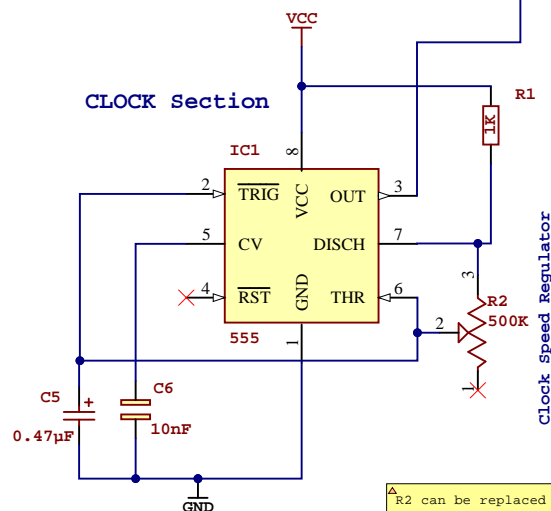 VCC
CLOCK Section
R1
1K
IC1
8
2
TRIG
VCC
OUT
3
5
CV
DISCH
7
4
RST
GND
THR
6
555
1
3
R2
500K
2
1
Clock Speed Regulator
C5
+
0.47µF
C6
10nF
GND
R2 can be replaced